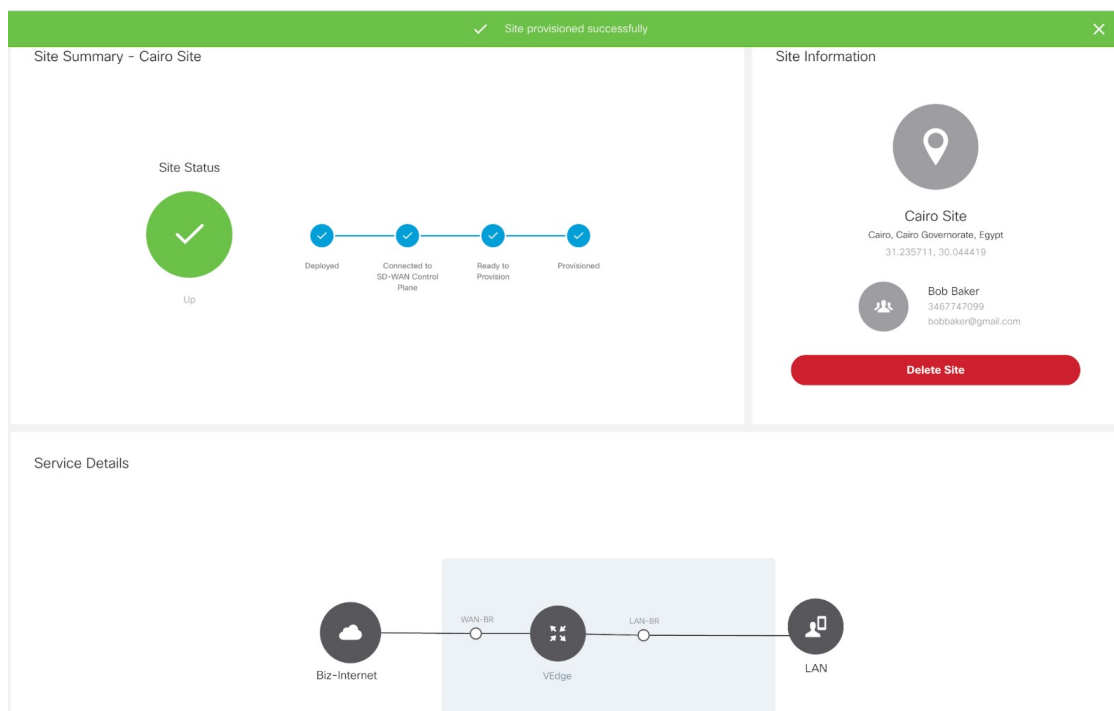 Site provisioned successfully
Site Summary - Cairo Site
Site Status
Up
Deployed
Connected to
SD-WAN Control
Plane
Ready to
Provision
Provisioned
Site Information
Cairo Site
Cairo, Cairo Governorate, Egypt
31.235711, 30.044419
Bob Baker
3467747099
bobbaker@gmail.com
Delete Site
Service Details
WAN-BR
LAN-BR
Biz-Internet
VEdge
LAN